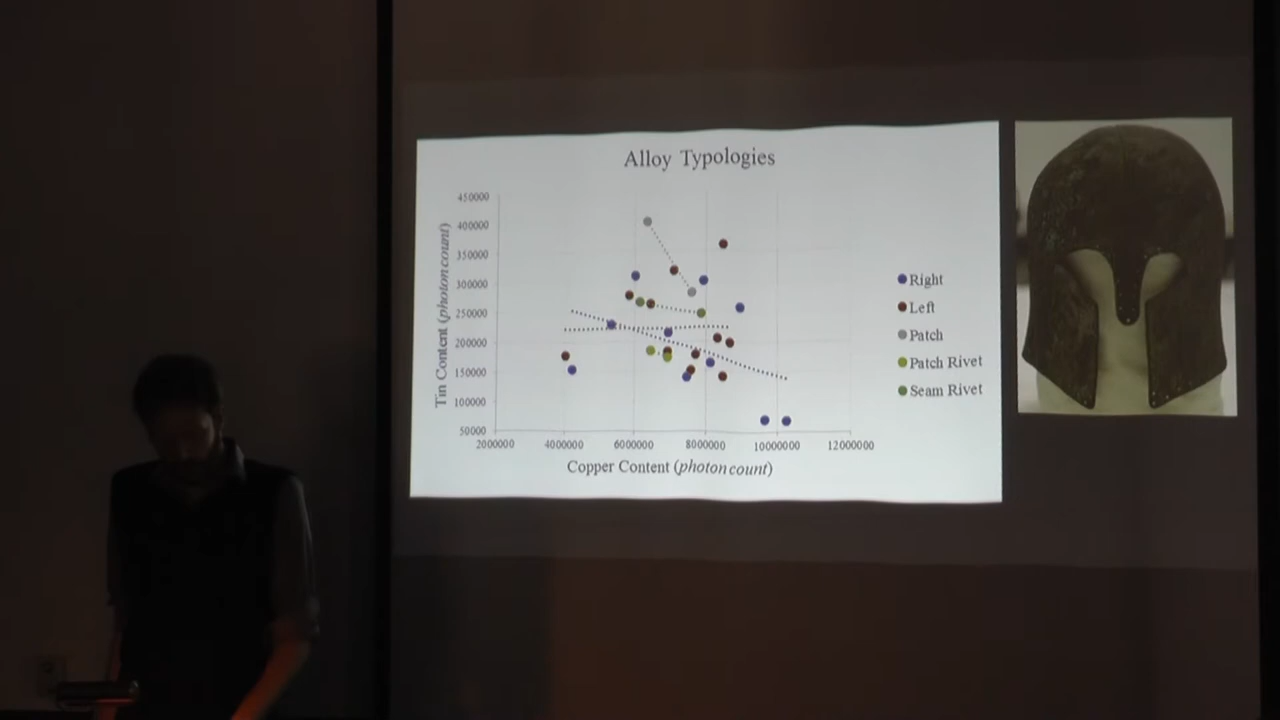 Alloy Typologies
450000
400000
350000
300000
250000
200000
150000
100000
50000
Tin Content (photon count)
2000000 4000000 6000000 8000000 10000000 12000000
Copper Content (photon count)
Right
Left
Patch
Patch Rivet
Seam Rivet